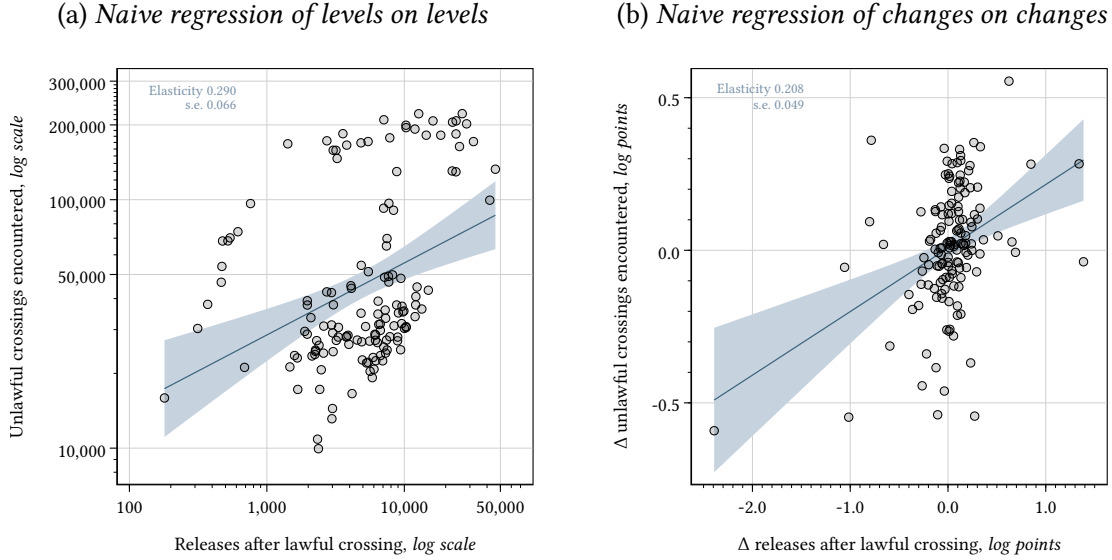 (a) Naive regression of levels on levels
Elasticity 0.290
s.e. 0.066
Unlawful crossings encountered, log scale
300,000
200,000
100,000
50,000
10,000
100
1,000
10,000
50,000
Releases after lawful crossing, log scale
(b) Naive regression of changes on changes
Elasticity 0.208
s.e. 0.049
Δ unlawful crossings encountered, log points
0.5
0.0
-0.5
-2.0
-1.0
0.0
1.0
Δ releases after lawful crossing, log points